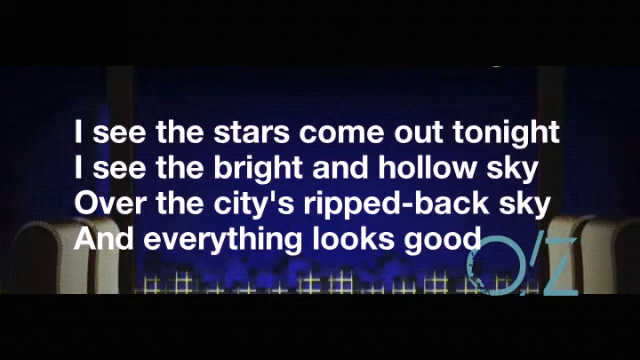 I see the stars come out tonight
I see the bright and hollow sky
Over the city's ripped-back sky
And everything looks good
O'Z